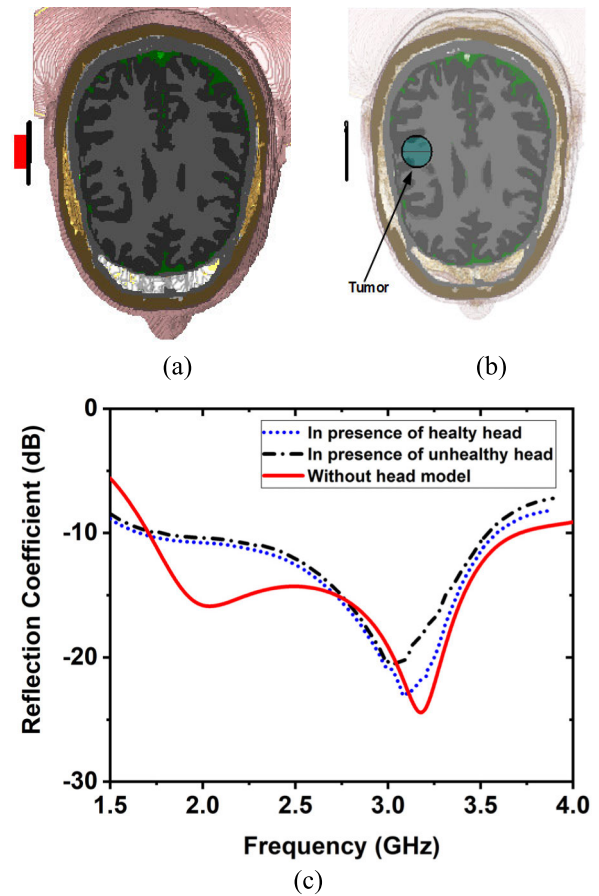 (a)
(b)
Tumor
0
-10
-20
-30
Reflection Coefficient (dB)
In presence of healty head
In presence of unhealthy head
Without head model
1.5 2.0 2.5 3.0 3.5 4.0
Frequency (GHz)
(c)